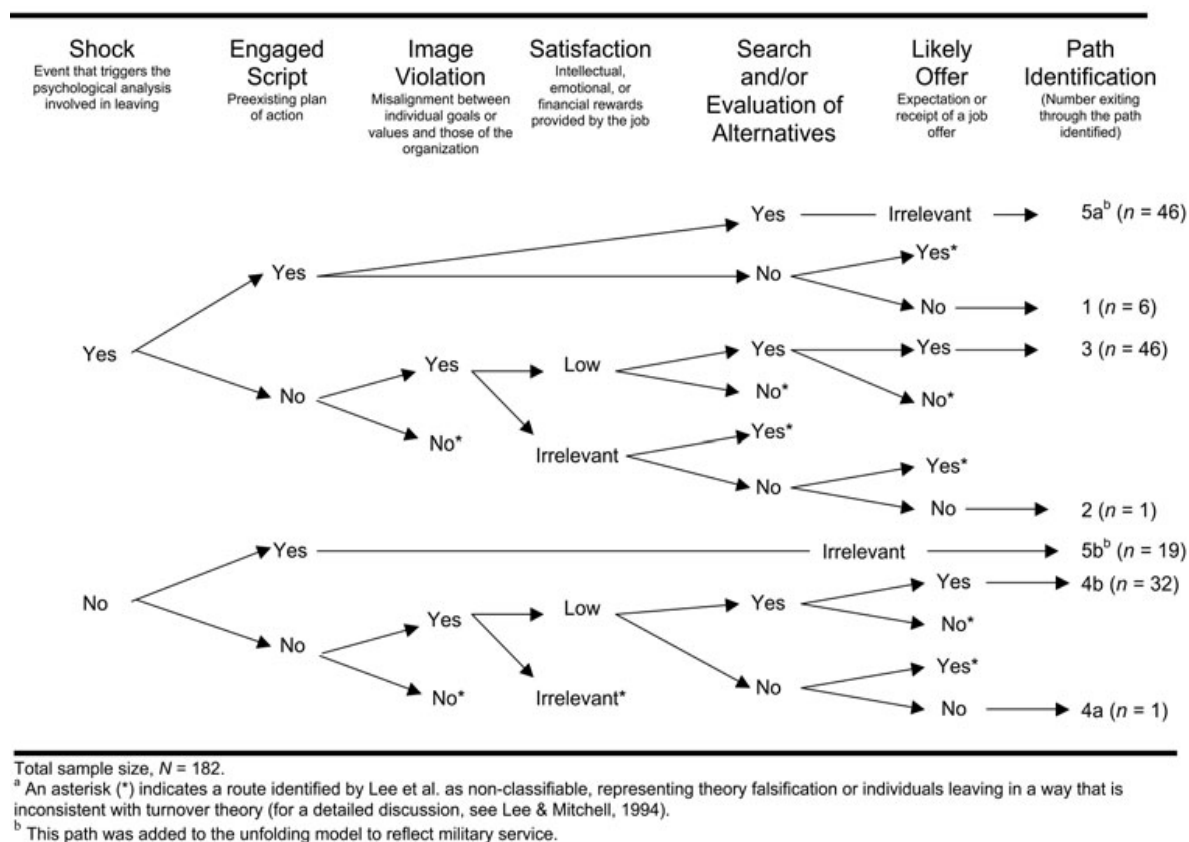 Shock
Event that triggers the
psychological analysis
involved in leaving
Engaged
Script
Preexisting plan
of action
Image
Violation
Misalignment between
individual goals or
values and those of the
organization
Satisfaction
Intellectual,
emotional, or
financial rewards
provided by the job
Search
and/or
Evaluation of
Alternatives
Likely
Offer
Expectation or
receipt of a job
offer
Path
Identification
(Number exiting
through the path
identified)
Yes Irrelevant 5aᵇ (n = 46)
Yes*
Yes No
No 1 (n = 6)
Yes Yes Yes 3 (n = 46)
Yes Low
No No* No*
No* Yes*
Irrelevant
Yes*
No
No 2 (n = 1)
Yes Irrelevant 5bᵇ (n = 19)
Yes 4b (n = 32)
No Low Yes
Yes No*
No
Yes*
No* Irrelevant* No
No 4a (n = 1)
Total sample size, N = 182.
ᵃ An asterisk (*) indicates a route identified by Lee et al. as non-classifiable, representing theory falsification or individuals leaving in a way that is
inconsistent with turnover theory (for a detailed discussion, see Lee & Mitchell, 1994).
ᵇ This path was added to the unfolding model to reflect military service.